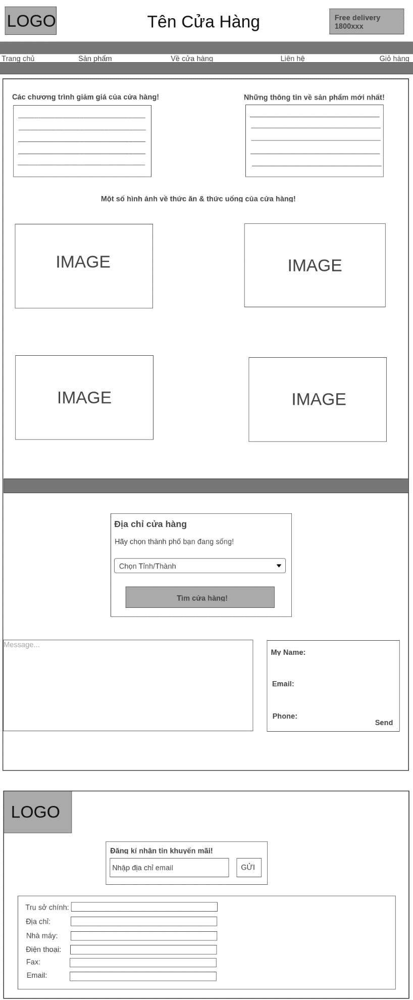 LOGO
Tên Cửa Hàng
Free delivery
1800xxx
Trang chủ
Sản phẩm
Về cửa hàng
Liên hệ
Giỏ hàng
Các chương trình giảm giá của cửa hàng!
Những thông tin về sản phẩm mới nhất!
Một số hình ảnh về thức ăn & thức uống của cửa hàng!
IMAGE
IMAGE
IMAGE
IMAGE
Địa chỉ cửa hàng
Hãy chọn thành phố bạn đang sống!
Chọn Tỉnh/Thành
Tìm cửa hàng!
Message...
My Name:
Email:
Phone:
Send
LOGO
Đăng kí nhận tin khuyến mãi!
Nhập địa chỉ email
GỬI
Trụ sở chính:
Địa chỉ:
Nhà máy:
Điện thoại:
Fax:
Email: